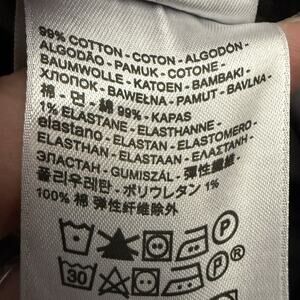 99% COTTON - COTON - ALGODÓN -
ALGODÃO - PAMUK - COTONE -
BAUMWOLLE - KATOEN - BAMBAKI -
ХЛОПОК - BAWEŁNA - PAMUT - BAVLNA -
棉 - 면 - 綿 99% - KAPAS
1% ELASTANE - ELASTHANNE -
elastano - ELASTAN - ELASTOMERO -
ELASTHAN - ELASTAAN - ΕΛΑΣΤΑΝΗ -
ЭЛАСТАН - GUMISZÁL - 彈性纖維 -
폴리우레탄 - ポリウレタン 1%
100% 棉 弹性纤维除外
P
30
P®